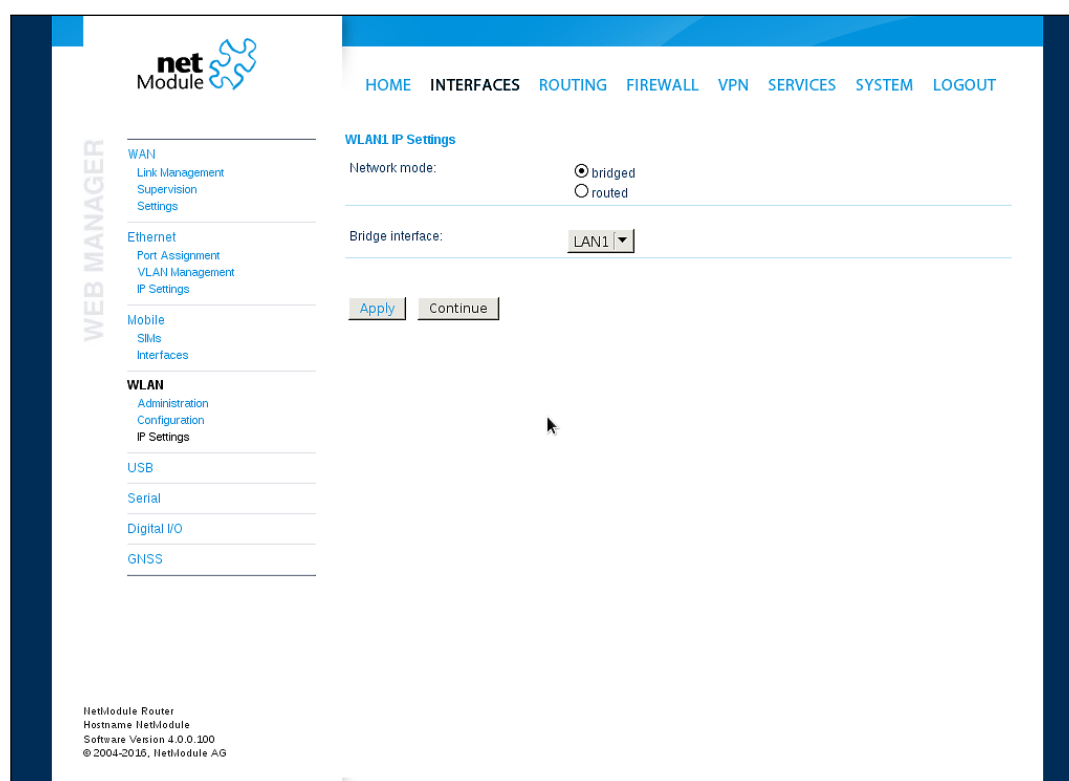 net
Module
HOME INTERFACES ROUTING FIREWALL VPN SERVICES SYSTEM LOGOUT
WEB MANAGER
WAN
Link Management
Supervision
Settings
Ethernet
Port Assignment
VLAN Management
IP Settings
Mobile
SIMs
Interfaces
WLAN
Administration
Configuration
IP Settings
USB
Serial
Digital I/O
GNSS
WLAN1 IP Settings
Network mode:
bridged
routed
Bridge interface:
LAN1
Apply Continue
NetModule Router
Hostname NetModule
Software Version 4.0.0.100
© 2004-2016, NetModule AG